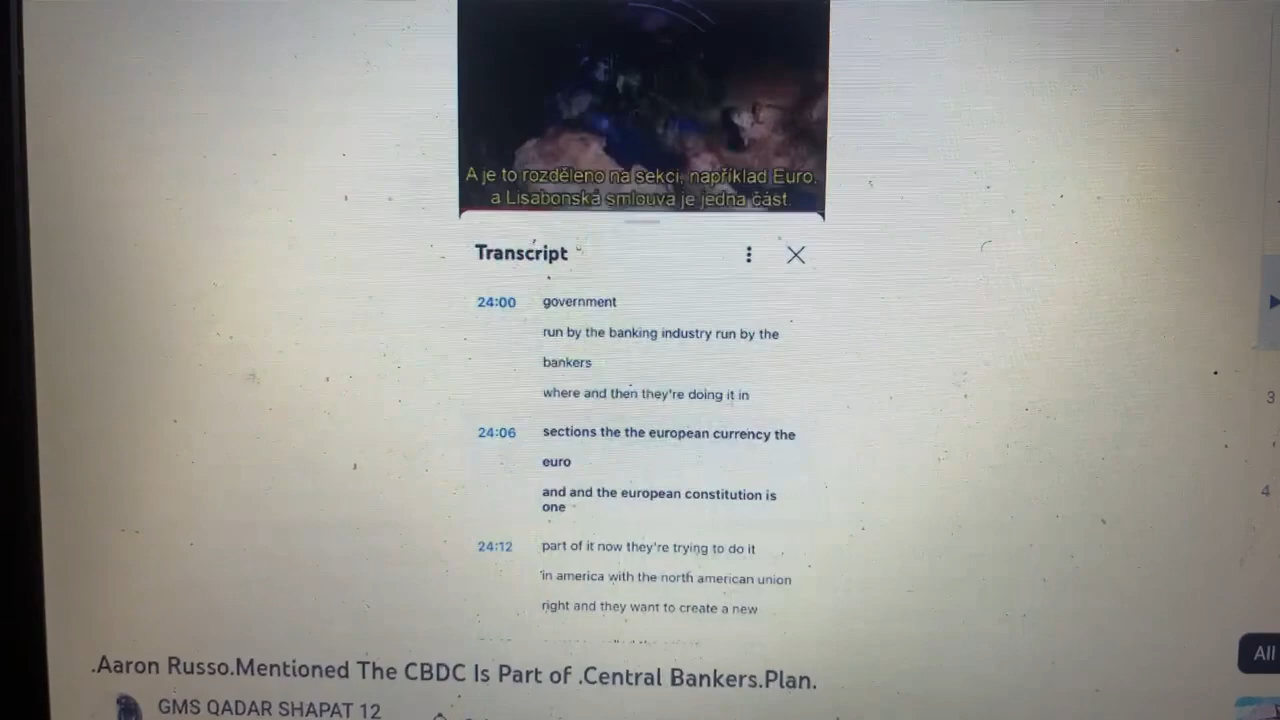 A je to rozděleno na sekci, například Euro.
a Lisabonská smlouva je jedna část.
Transcript
24:00 government
run by the banking industry run by the
bankers
where and then they're doing it in
24:06 sections the the european currency the
euro
and and the european constitution is
one
24:12 part of it now they're trying to do it
in america with the north american union
right and they want to create a new
3
4
All
.Aaron Russo.Mentioned The CBDC Is Part of .Central Bankers.Plan.
GMS QADAR SHAPAT 12